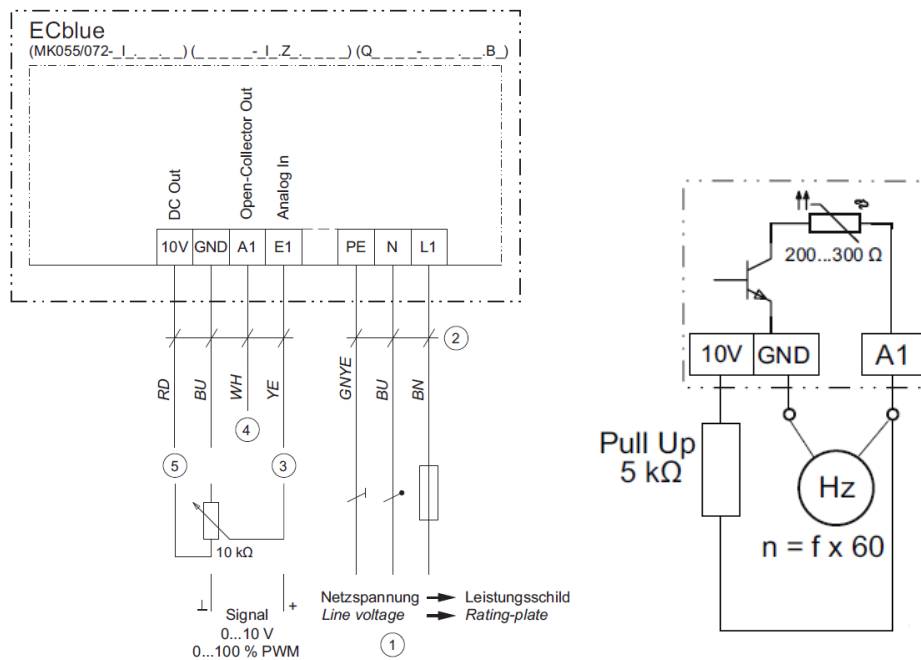 ECblue
(MK055/072-_I_._ _._ _) (_ _ _ _ _-_I_.Z_._ _ _ _ _) (Q_ _ _ _-_ _ _ _._ _.B_)
DC Out
Open-Collector Out
Analog In
10V GND A1 E1 PE N L1
2
RD BU WH YE GNYE BU BN
4
5 3
10 kΩ
Netzspannung Leistungsschild
Line voltage Rating-plate
⊥ Signal +
0...10 V
0...100 % PWM
1
200...300 Ω
10V GND A1
Pull Up
5 kΩ
Hz
n = f x 60